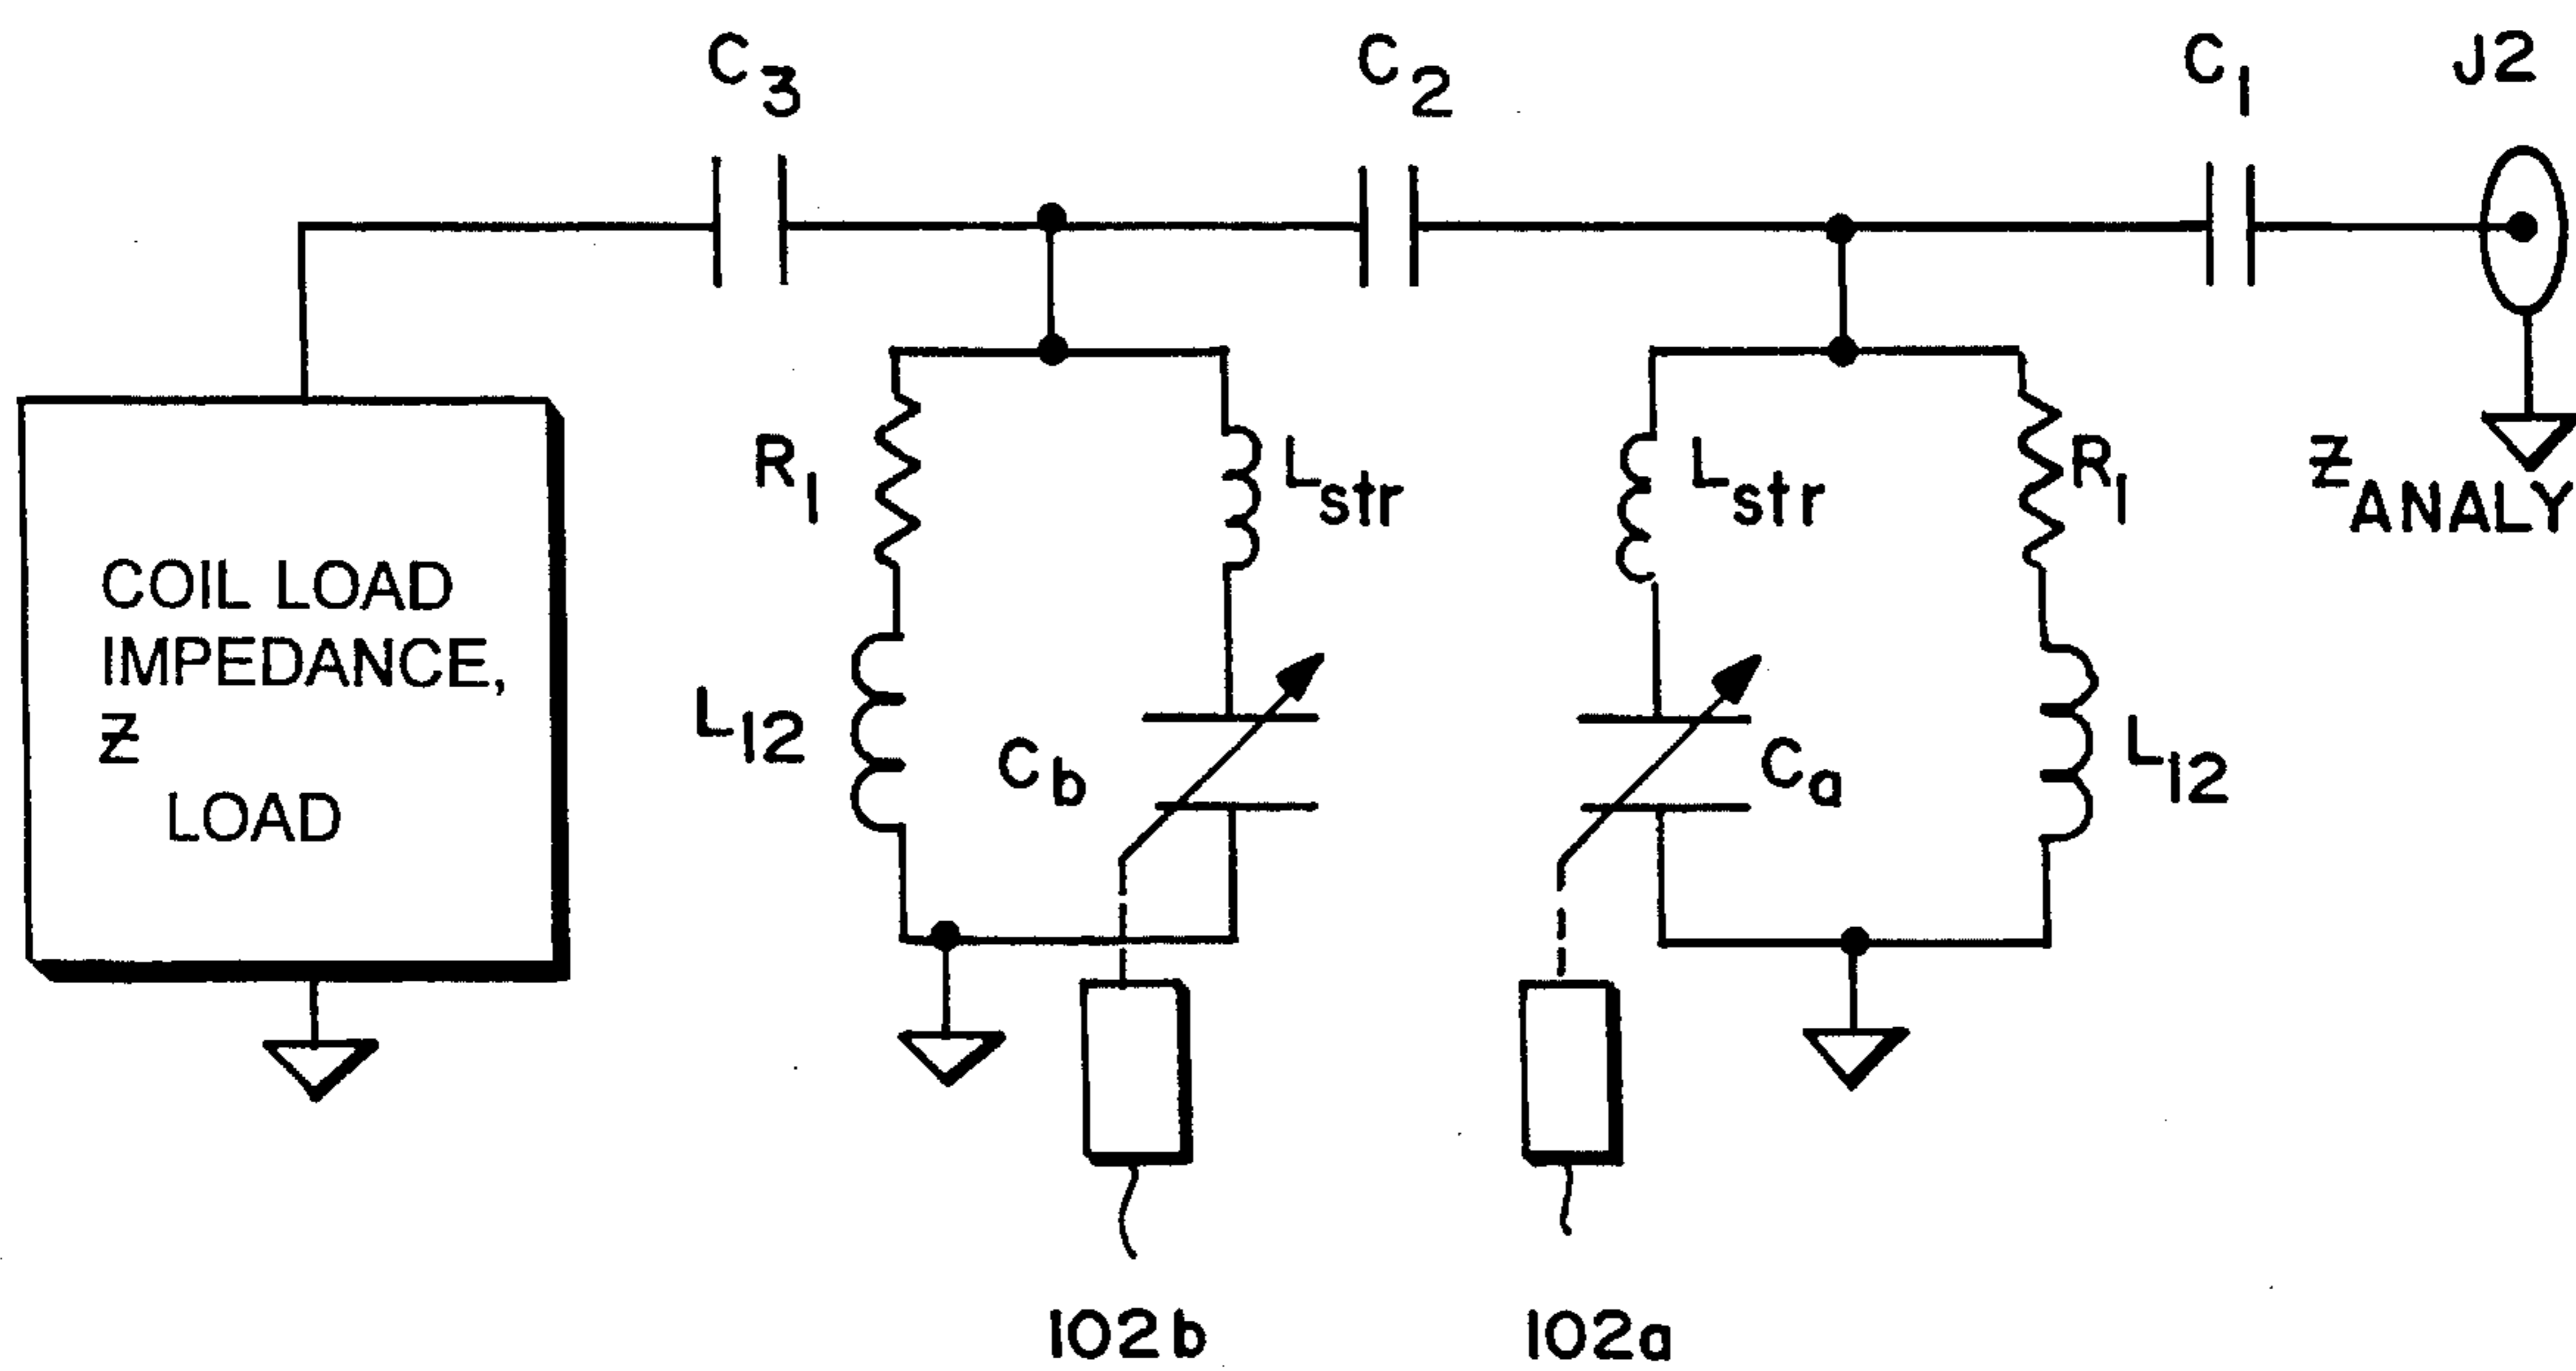 C3
C2
C1
J2
R1
Lstr
Lstr
R1
ZANALY
COIL LOAD
IMPEDANCE,
Z
LOAD
L12
Cb
Ca
L12
102b
102a